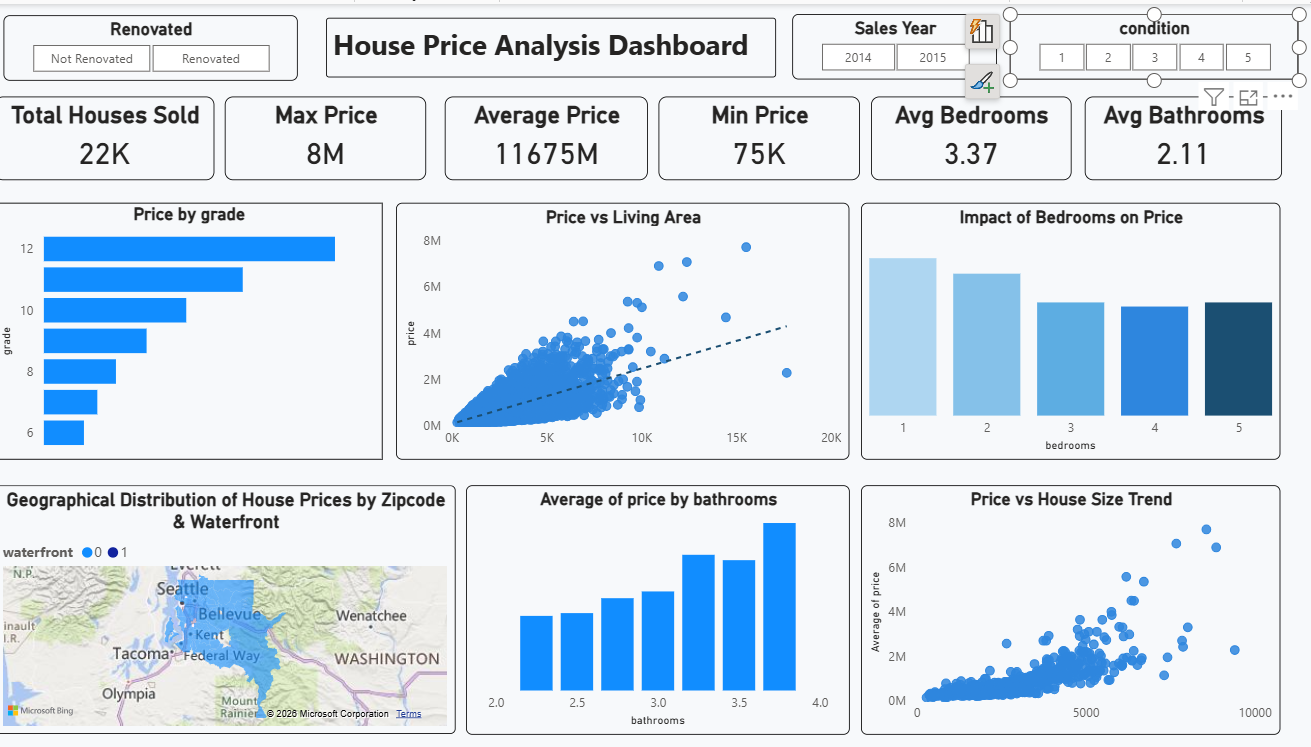 Renovated
Not Renovated
Renovated
House Price Analysis Dashboard
Sales Year
2014
2015
condition
1
2
3
4
5
Total Houses Sold
22K
Max Price
8M
Average Price
11675M
Min Price
75K
Avg Bedrooms
3.37
Avg Bathrooms
2.11
Price by grade
grade
12
10
8
6
Price vs Living Area
price
8M
6M
4M
2M
0M
0K
5K
10K
15K
20K
Impact of Bedrooms on Price
1
2
3
4
5
bedrooms
Geographical Distribution of House Prices by Zipcode
& Waterfront
waterfront
0
1
N.P.
Everett
Seattle
Bellevue
Wenatchee
inault
I.R.
Kent
Tacoma
Federal Way
WASHINGTON
Olympia
Mount
Rainier
Microsoft Bing
© 2026 Microsoft Corporation
Terms
Average of price by bathrooms
2.0
2.5
3.0
3.5
4.0
bathrooms
Price vs House Size Trend
Average of price
8M
6M
4M
2M
0M
0
5000
10000